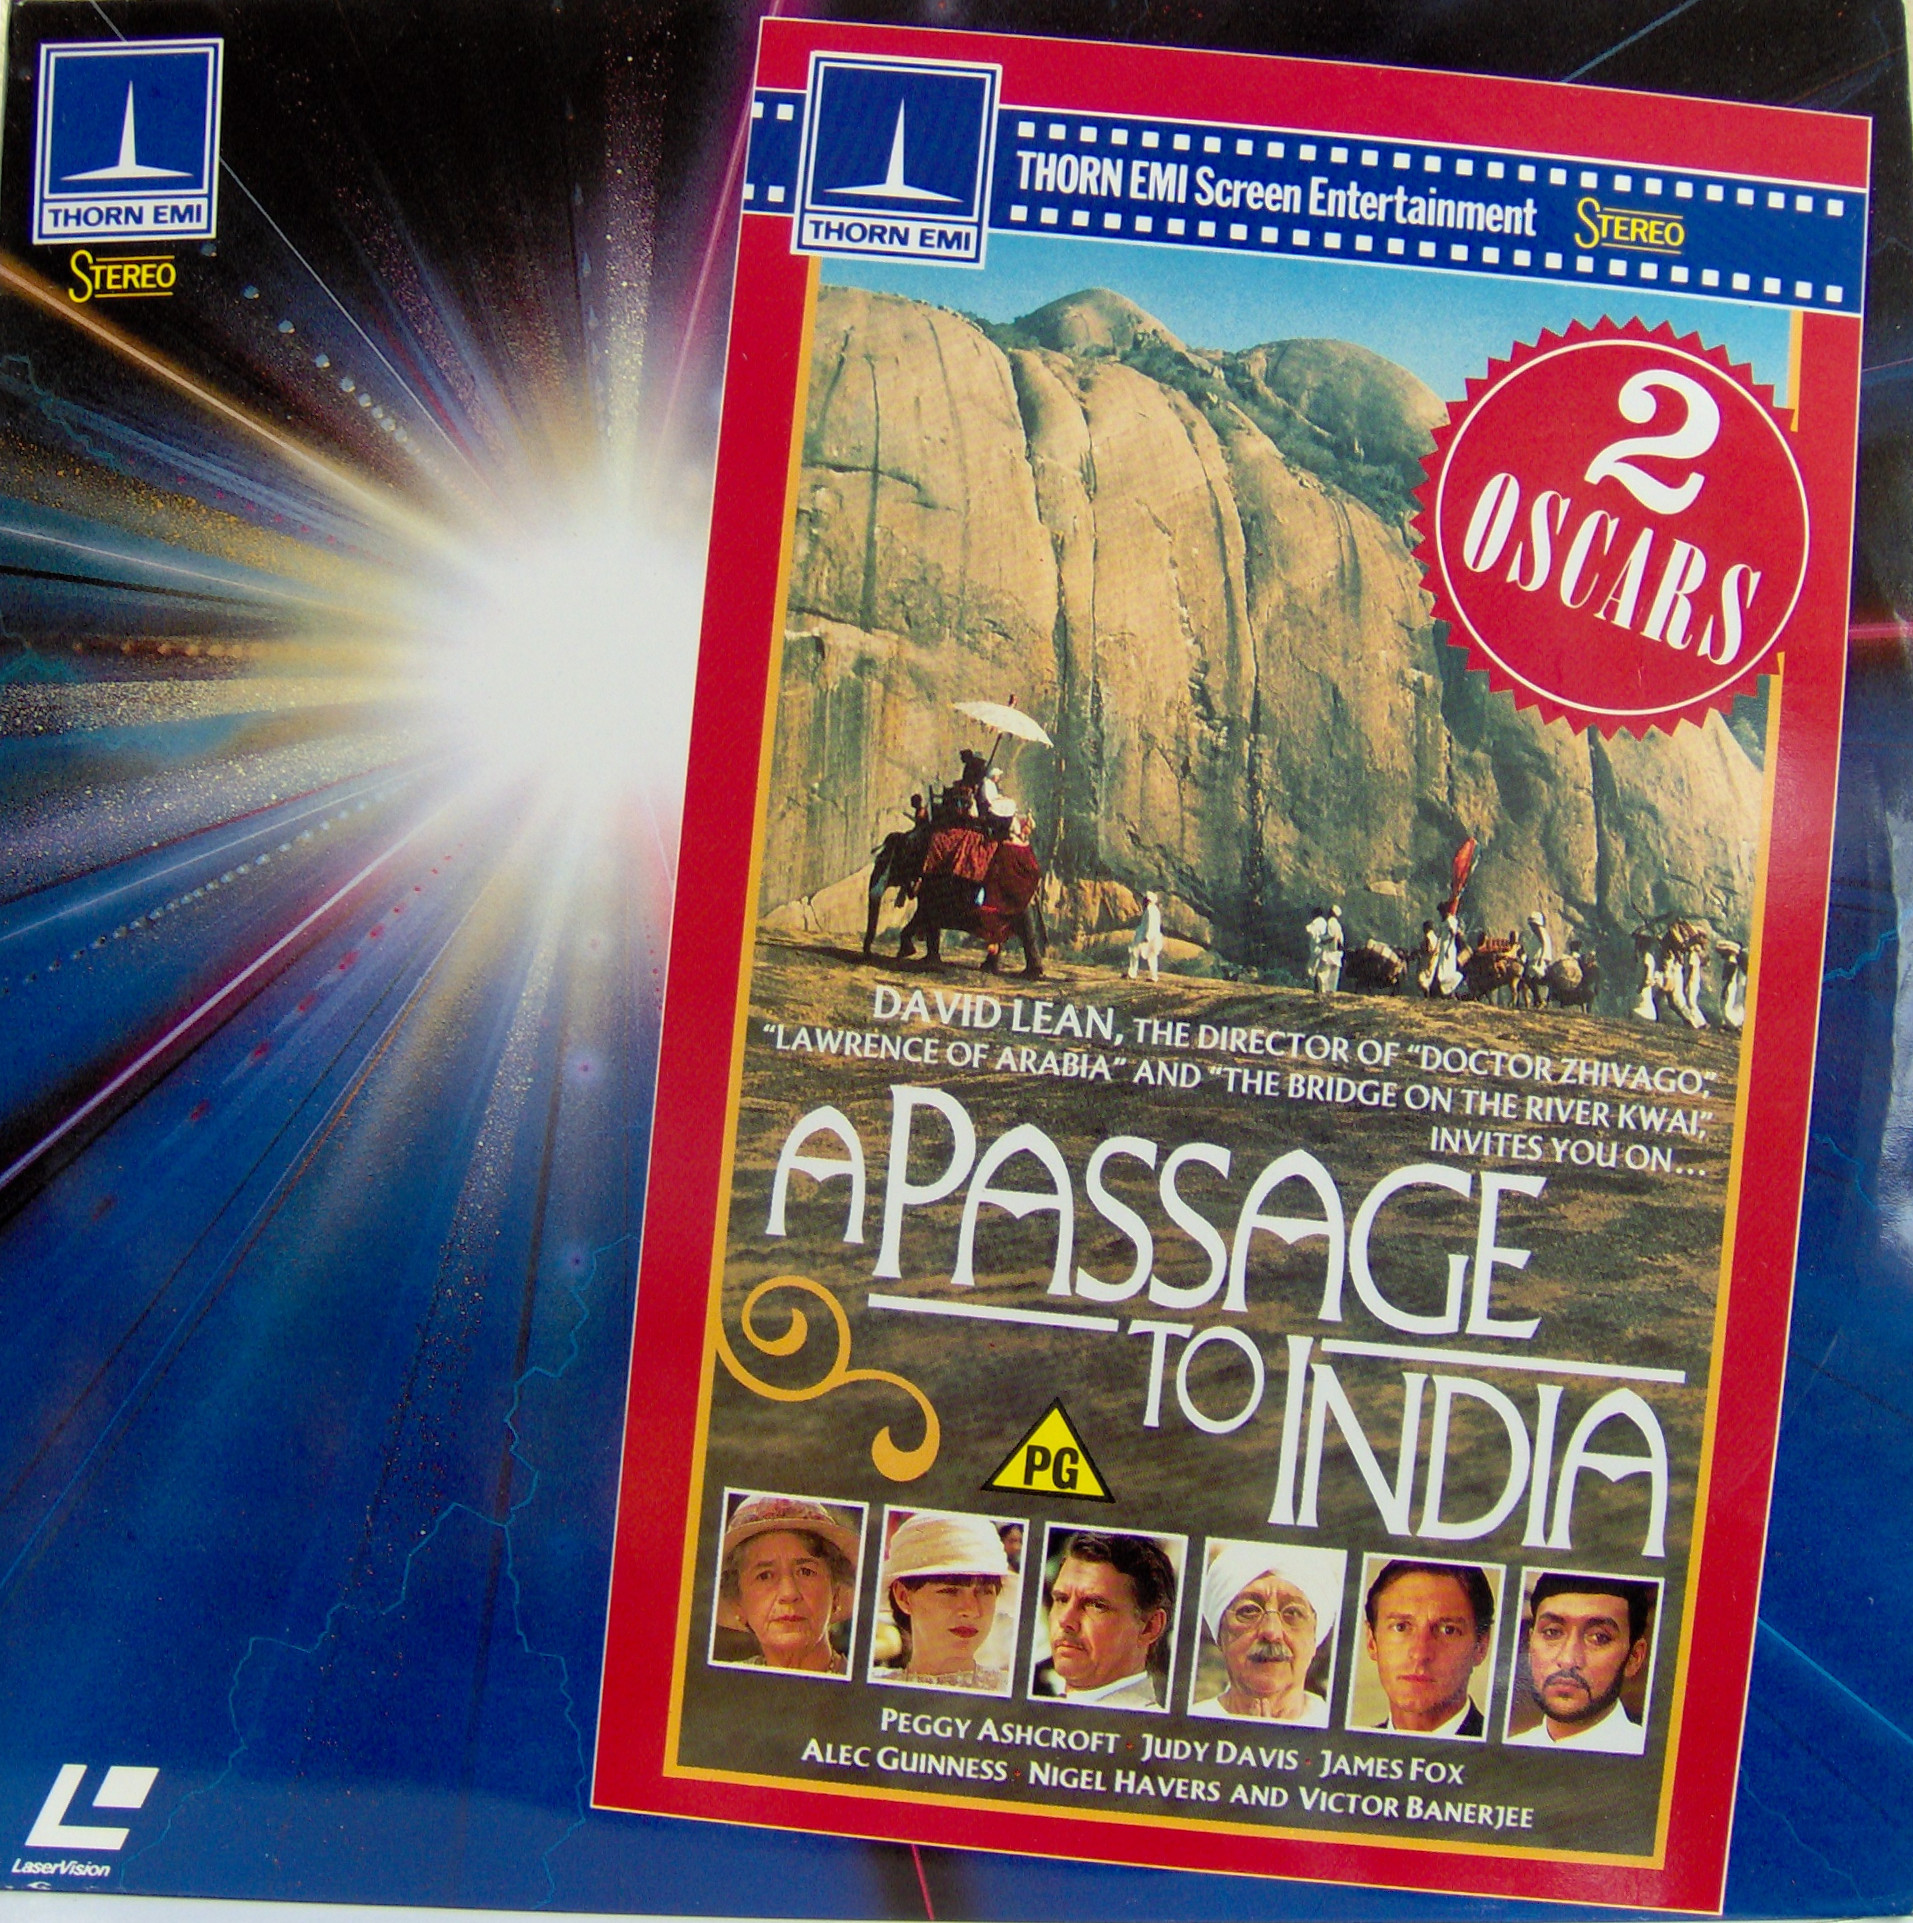 THORN EMI
STEREO
THORN EMI
THORN EMI Screen Entertainment STEREO
2
OSCARS
DAVID LEAN, THE DIRECTOR OF “DOCTOR ZHIVAGO,”
“LAWRENCE OF ARABIA” AND “THE BRIDGE ON THE RIVER KWAI,”
INVITES YOU ON...
A PASSAGE
TO INDIA
PG
PEGGY ASHCROFT · JUDY DAVIS · JAMES FOX
ALEC GUINNESS · NIGEL HAVERS AND VICTOR BANERJEE
LaserVision